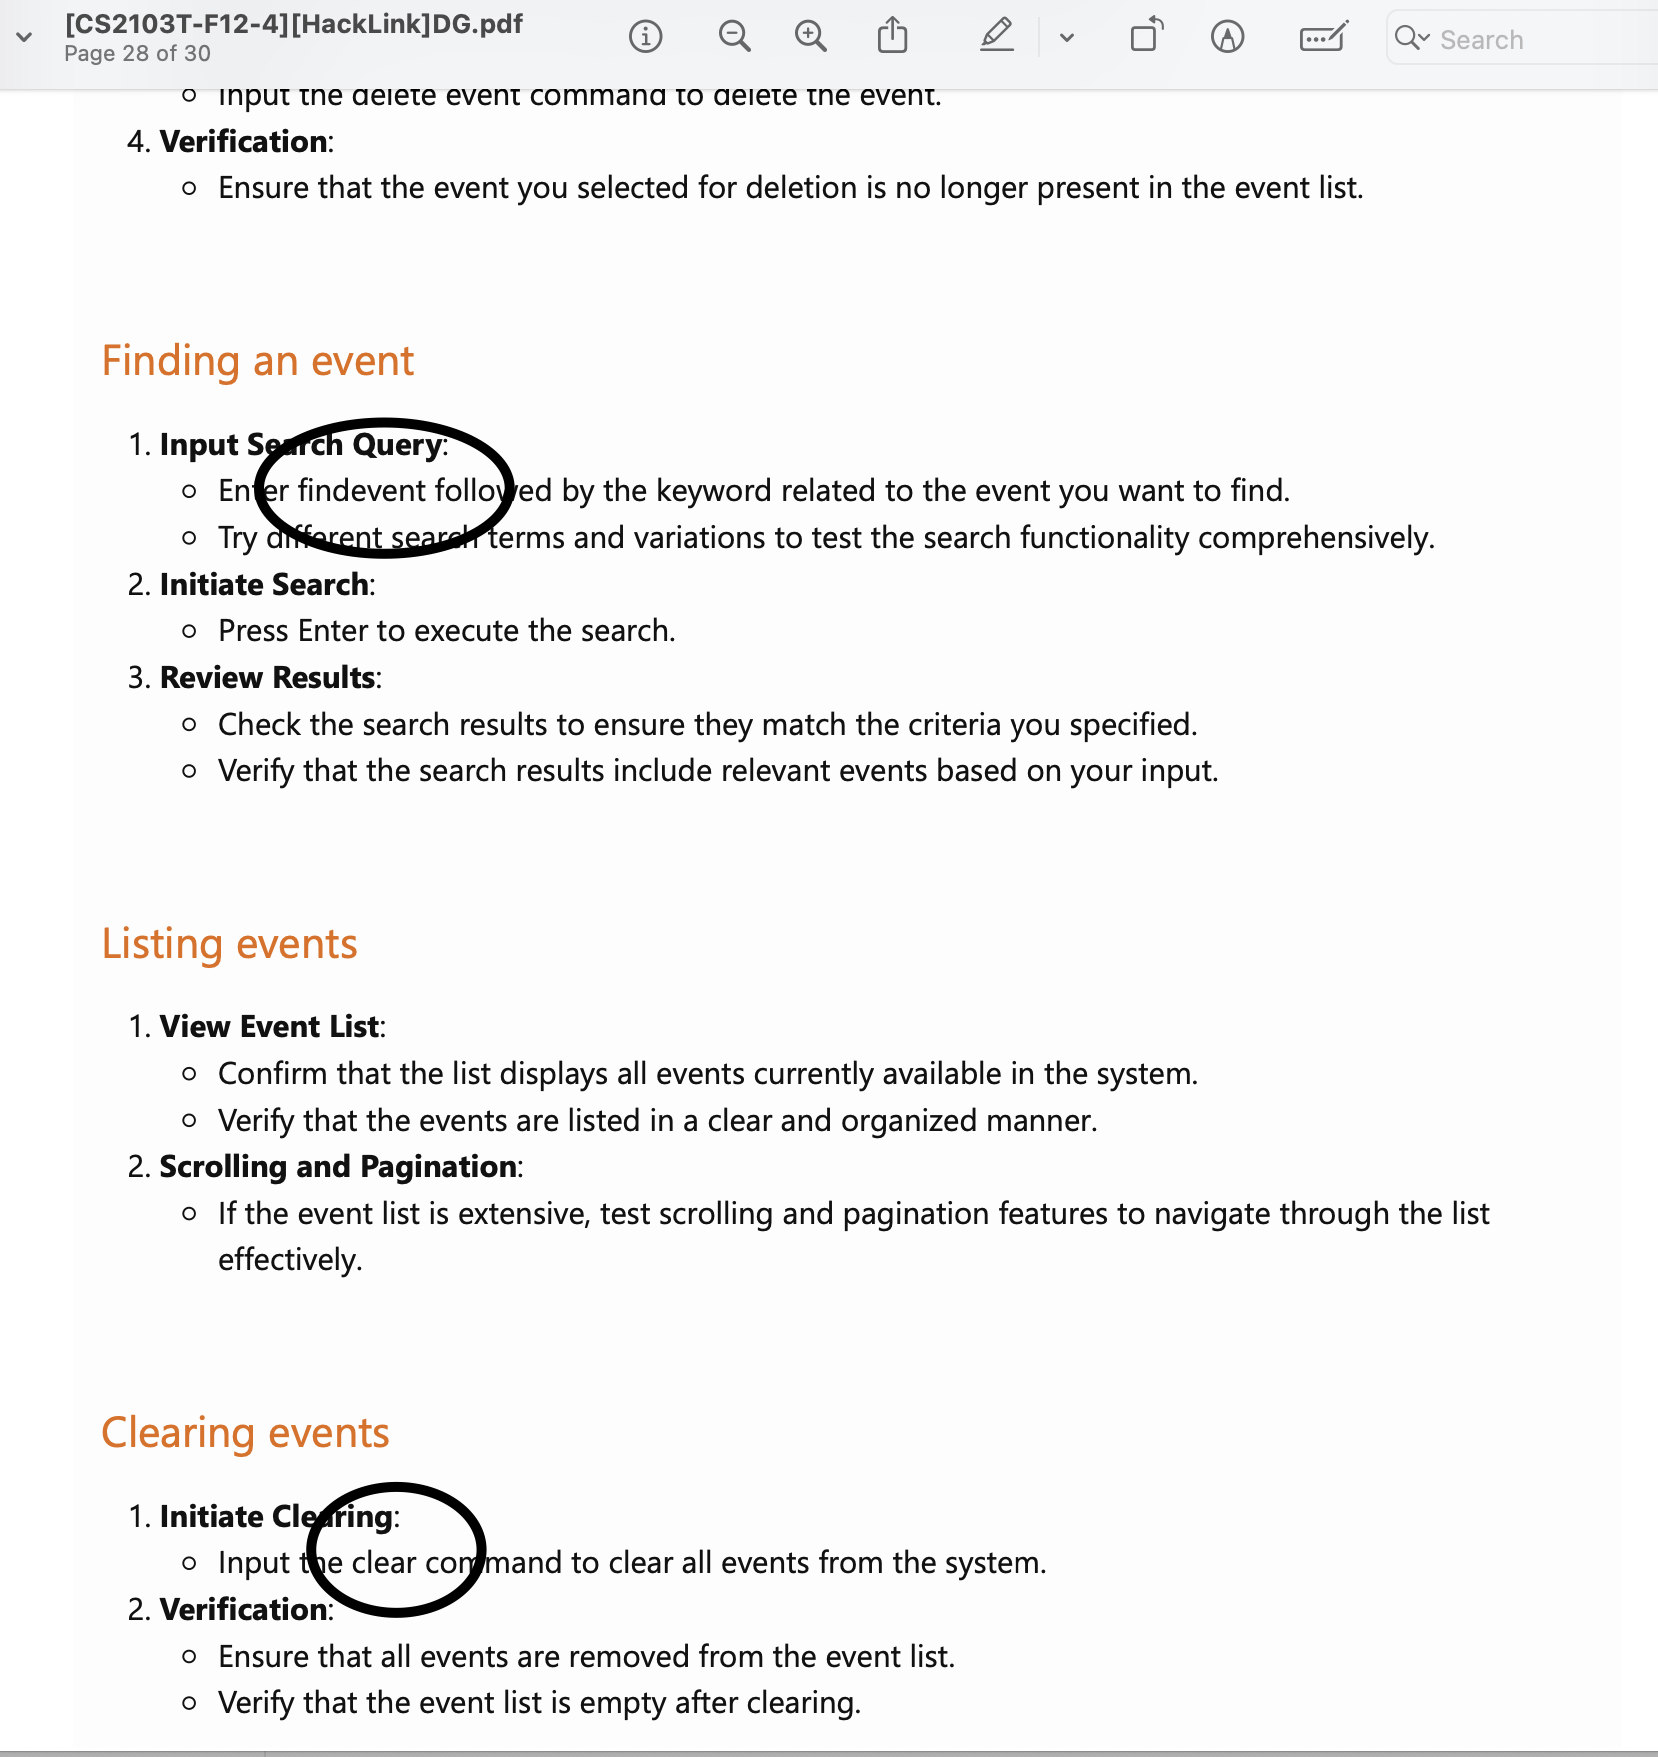 [CS2103T-F12-4][HackLink]DG.pdf
Page 28 of 30
Search
○ Input the delete event command to delete the event.
4. Verification:
○ Ensure that the event you selected for deletion is no longer present in the event list.
Finding an event
1. Input Search Query:
○ Enter findevent followed by the keyword related to the event you want to find.
○ Try different search terms and variations to test the search functionality comprehensively.
2. Initiate Search:
○ Press Enter to execute the search.
3. Review Results:
○ Check the search results to ensure they match the criteria you specified.
○ Verify that the search results include relevant events based on your input.
Listing events
1. View Event List:
○ Confirm that the list displays all events currently available in the system.
○ Verify that the events are listed in a clear and organized manner.
2. Scrolling and Pagination:
○ If the event list is extensive, test scrolling and pagination features to navigate through the list
effectively.
Clearing events
1. Initiate Clearing:
○ Input the clear command to clear all events from the system.
2. Verification:
○ Ensure that all events are removed from the event list.
○ Verify that the event list is empty after clearing.